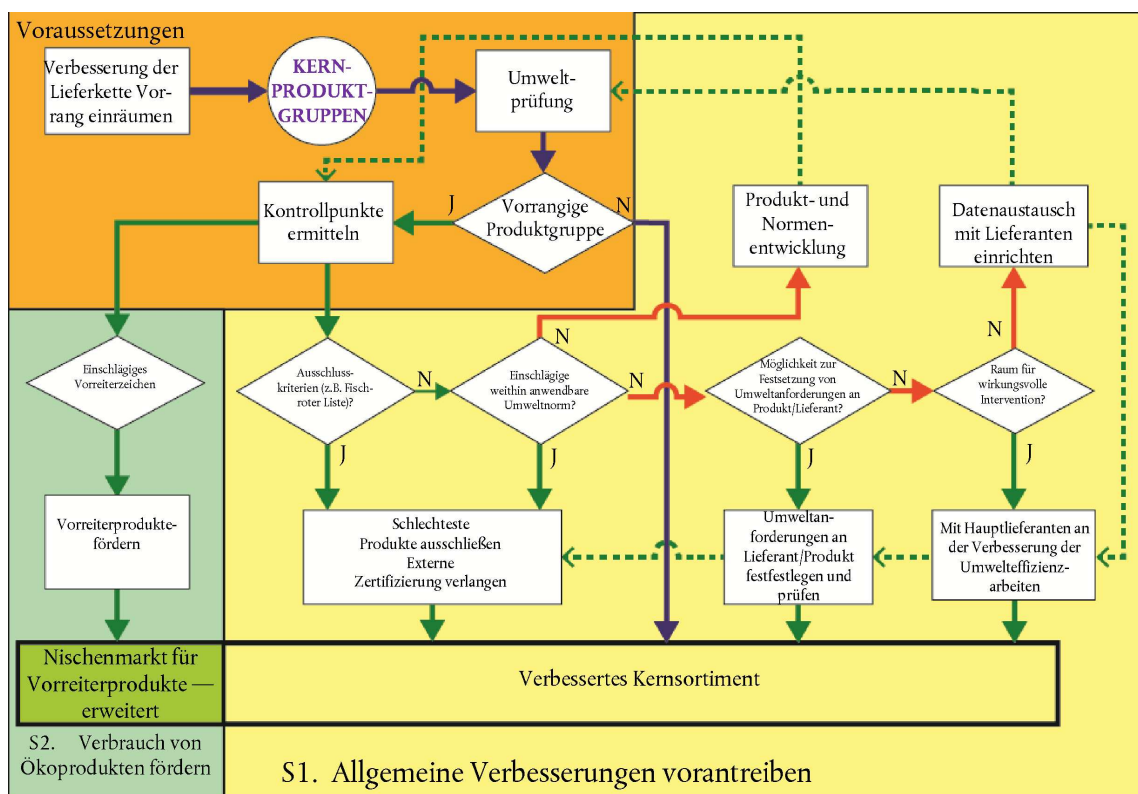 Voraussetzungen
Verbesserung der
Lieferkette Vor-
rang einräumen
KERN-
PRODUKT-
GRUPPEN
Umwelt-
prüfung
Kontrollpunkte
ermitteln
J
Vorrangige
Produktgruppe
N
Produkt- und
Normen-
entwicklung
Datenaustausch
mit Lieferanten
einrichten
Einschlägiges
Vorreiterzeichen
Ausschluss-
kriterien (z.B. Fisch-
roter Liste)?
N
J
Einschlägige
weithin anwendbare
Umweltnorm?
N
N
J
Möglichkeit zur
Festsetzung von
Umweltanforderungen an
Produkt/Lieferant?
N
J
Raum für
wirkungsvolle
Intervention?
N
J
Vorreiterprodukte-
fördern
Schlechteste
Produkte ausschließen
Externe
Zertifizierung verlangen
Umweltan-
forderungen an
Lieferant/Produkt
festfestlegen und
prüfen
Mit Hauptlieferanten an
der Verbesserung der
Umwelteffizienz-
arbeiten
Nischenmarkt für
Vorreiterprodukte —
erweitert
Verbessertes Kernsortiment
S2. Verbrauch von
Ökoprodukten fördern
S1. Allgemeine Verbesserungen vorantreiben